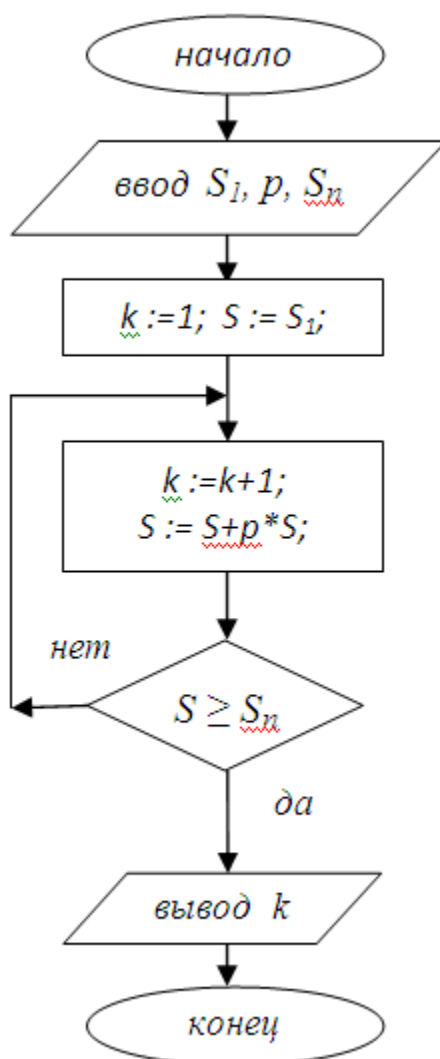 начало
ввод S₁, p, Sₙ
k :=1; S := S₁;
k :=k+1;
S := S+p*S;
нет
S ≥ Sₙ
да
вывод k
конец